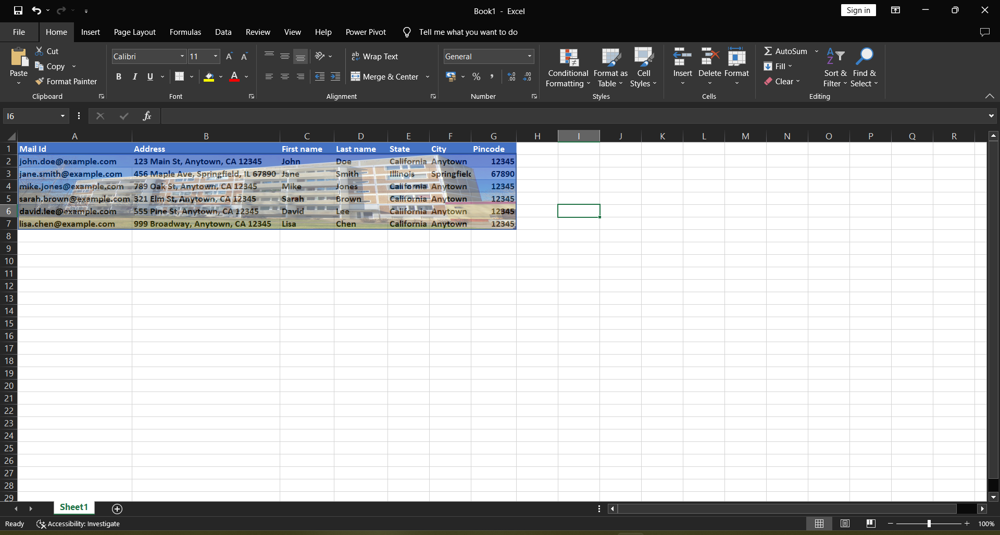 Book1 - Excel
Sign in
File Home Insert Page Layout Formulas Data Review View Help Power Pivot Tell me what you want to do
Paste
Cut
Copy
Format Painter
Clipboard
Calibri 11
B I U A
Font
ab Wrap Text
Merge & Center
Alignment
General
% ,
Number
Conditional Formatting
Format as Table
Cell Styles
Styles
Insert Delete Format
Cells
AutoSum
Fill
Clear
Sort & Filter
Find & Select
Editing
I6 fx
A B C D E F G H I J K L M N O P Q R
1 Mail Id Address First name Last name State City Pincode
2 john.doe@example.com 123 Main St, Anytown, CA 12345 John Doe California Anytown 12345
3 jane.smith@example.com 456 Maple Ave, Springfield, IL 67890 Jane Smith Illinois Springfield 67890
4 mike.jones@example.com 789 Oak St, Anytown, CA 12345 Mike Jones California Anytown 12345
5 sarah.brown@example.com 321 Elm St, Anytown, CA 12345 Sarah Brown California Anytown 12345
6 david.lee@example.com 555 Pine St, Anytown, CA 12345 David Lee California Anytown 12345
7 lisa.chen@example.com 999 Broadway, Anytown, CA 12345 Lisa Chen California Anytown 12345
8
9
10
11
12
13
14
15
16
17
18
19
20
21
22
23
24
25
26
27
28
29
Sheet1
Ready Accessibility: Investigate 100%